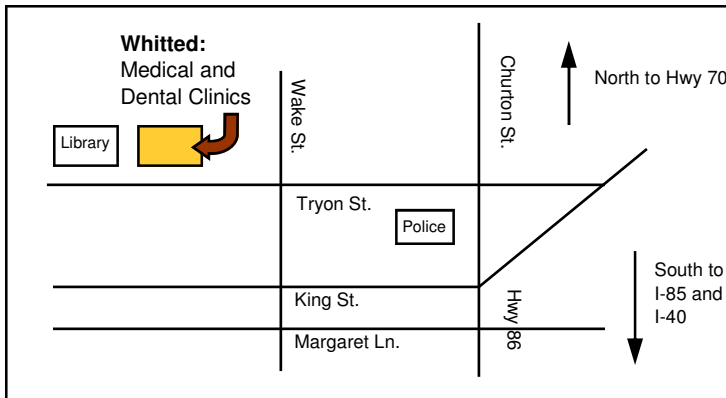 Whitted:
Medical and
Dental Clinics
Library
Wake St.
Churton St.
North to Hwy 70
Tryon St.
Police
South to
I-85 and
I-40
King St.
Hwy 86
Margaret Ln.